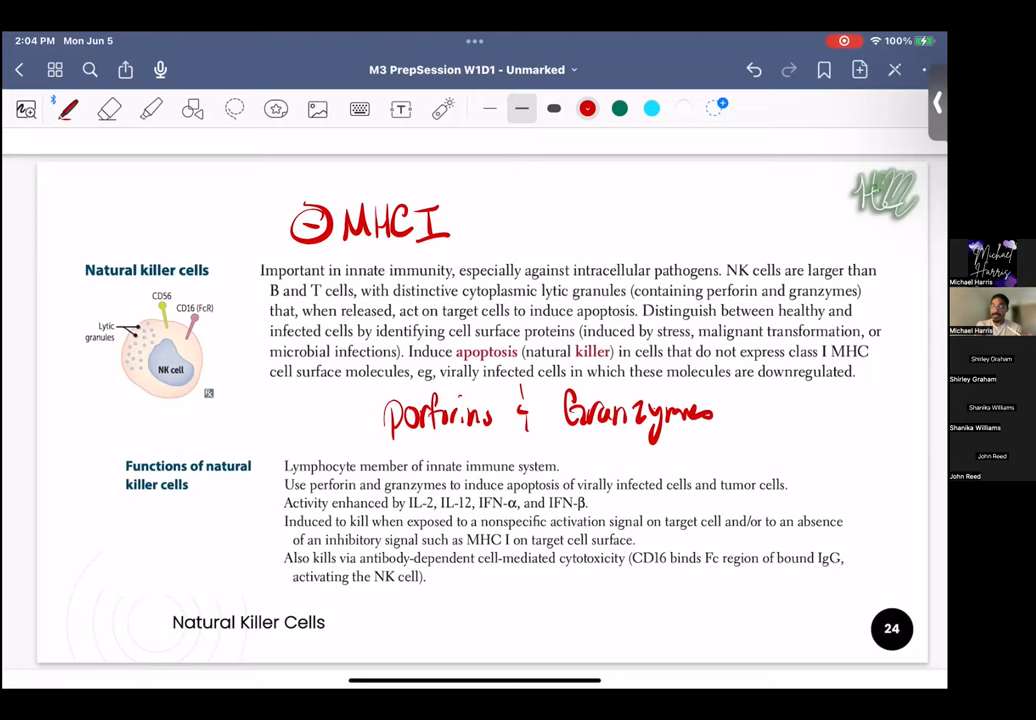 2:04 PM Mon Jun 5
100%
M3 PrepSession W1D1 - Unmarked
HM
⊖ MHC I
Natural killer cells
CD56
CD16 (FcR)
Lytic
granules
NK cell
Important in innate immunity, especially against intracellular pathogens. NK cells are larger than
B and T cells, with distinctive cytoplasmic lytic granules (containing perforin and granzymes)
that, when released, act on target cells to induce apoptosis. Distinguish between healthy and
infected cells by identifying cell surface proteins (induced by stress, malignant transformation, or
microbial infections). Induce apoptosis (natural killer) in cells that do not express class I MHC
cell surface molecules, eg, virally infected cells in which these molecules are downregulated.
Perforins & Granzymes
Functions of natural
killer cells
Lymphocyte member of innate immune system.
Use perforin and granzymes to induce apoptosis of virally infected cells and tumor cells.
Activity enhanced by IL-2, IL-12, IFN-α, and IFN-β.
Induced to kill when exposed to a nonspecific activation signal on target cell and/or to an absence
of an inhibitory signal such as MHC I on target cell surface.
Also kills via antibody-dependent cell-mediated cytotoxicity (CD16 binds Fc region of bound IgG,
activating the NK cell).
Natural Killer Cells
24
Michael
Harris
Michael Harris
Michael Harris
Shirley Graham
Shirley Graham
Shanika Williams
Shanika Williams
John Reed
John Reed